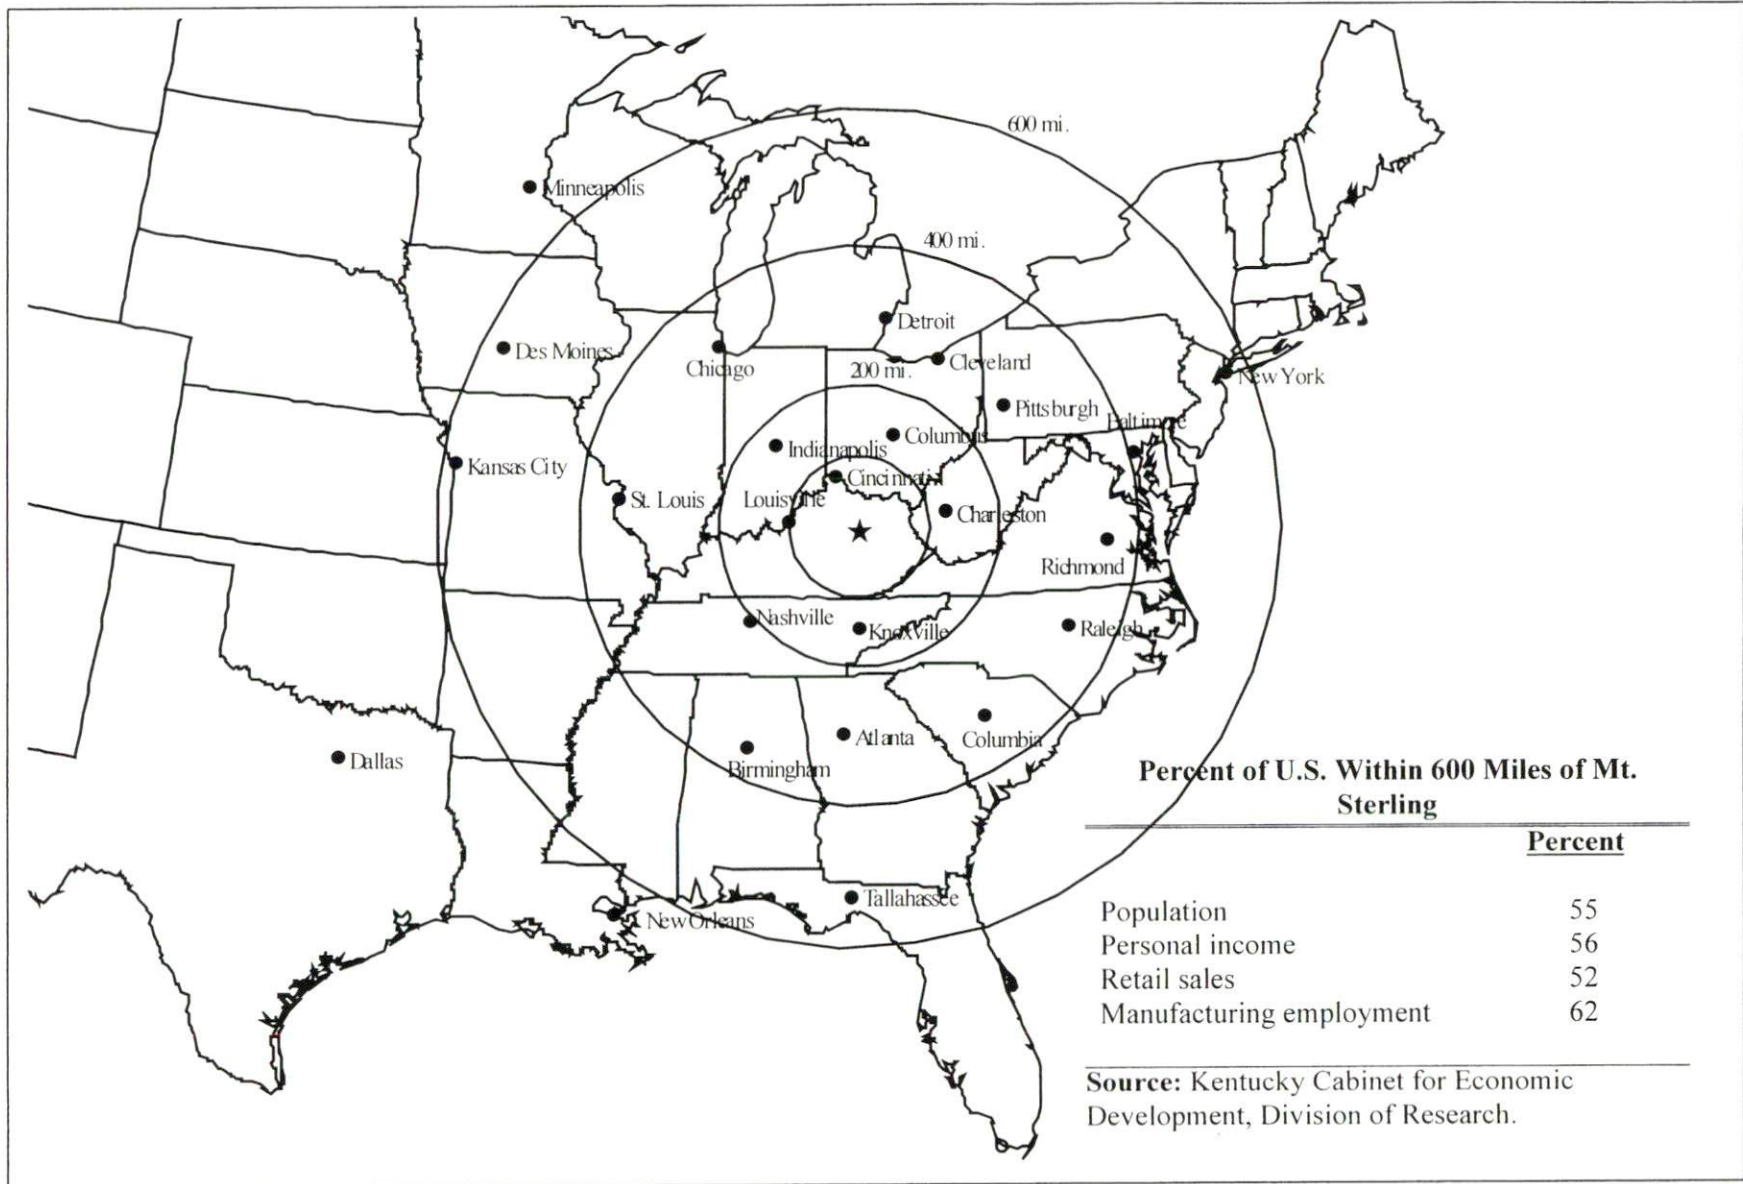 600 mi.
Minneapolis
400 mi.
Detroit
Des Moines
Chicago
Cleveland
200 mi.
New York
Pittsburgh
Baltimore
Columbus
Indianapolis
Kansas City
Cincinnati
St. Louis
Louisville
Charleston
Richmond
Nashville
Knoxville
Raleigh
Atlanta
Columbia
Dallas
Birmingham
Tallahassee
New Orleans
Percent of U.S. Within 600 Miles of Mt.
Sterling
Percent
Population 55
Personal income 56
Retail sales 52
Manufacturing employment 62
Source: Kentucky Cabinet for Economic
Development, Division of Research.